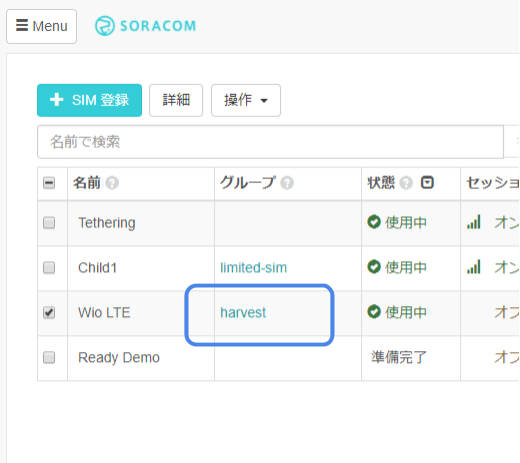 Menu SORACOM
SIM 登録 詳細 操作
名前で検索
名前 グループ 状態 セッショ
Tethering 使用中 オン
Child1 limited-sim 使用中 オン
Wio LTE harvest 使用中 オフ
Ready Demo 準備完了 オフ